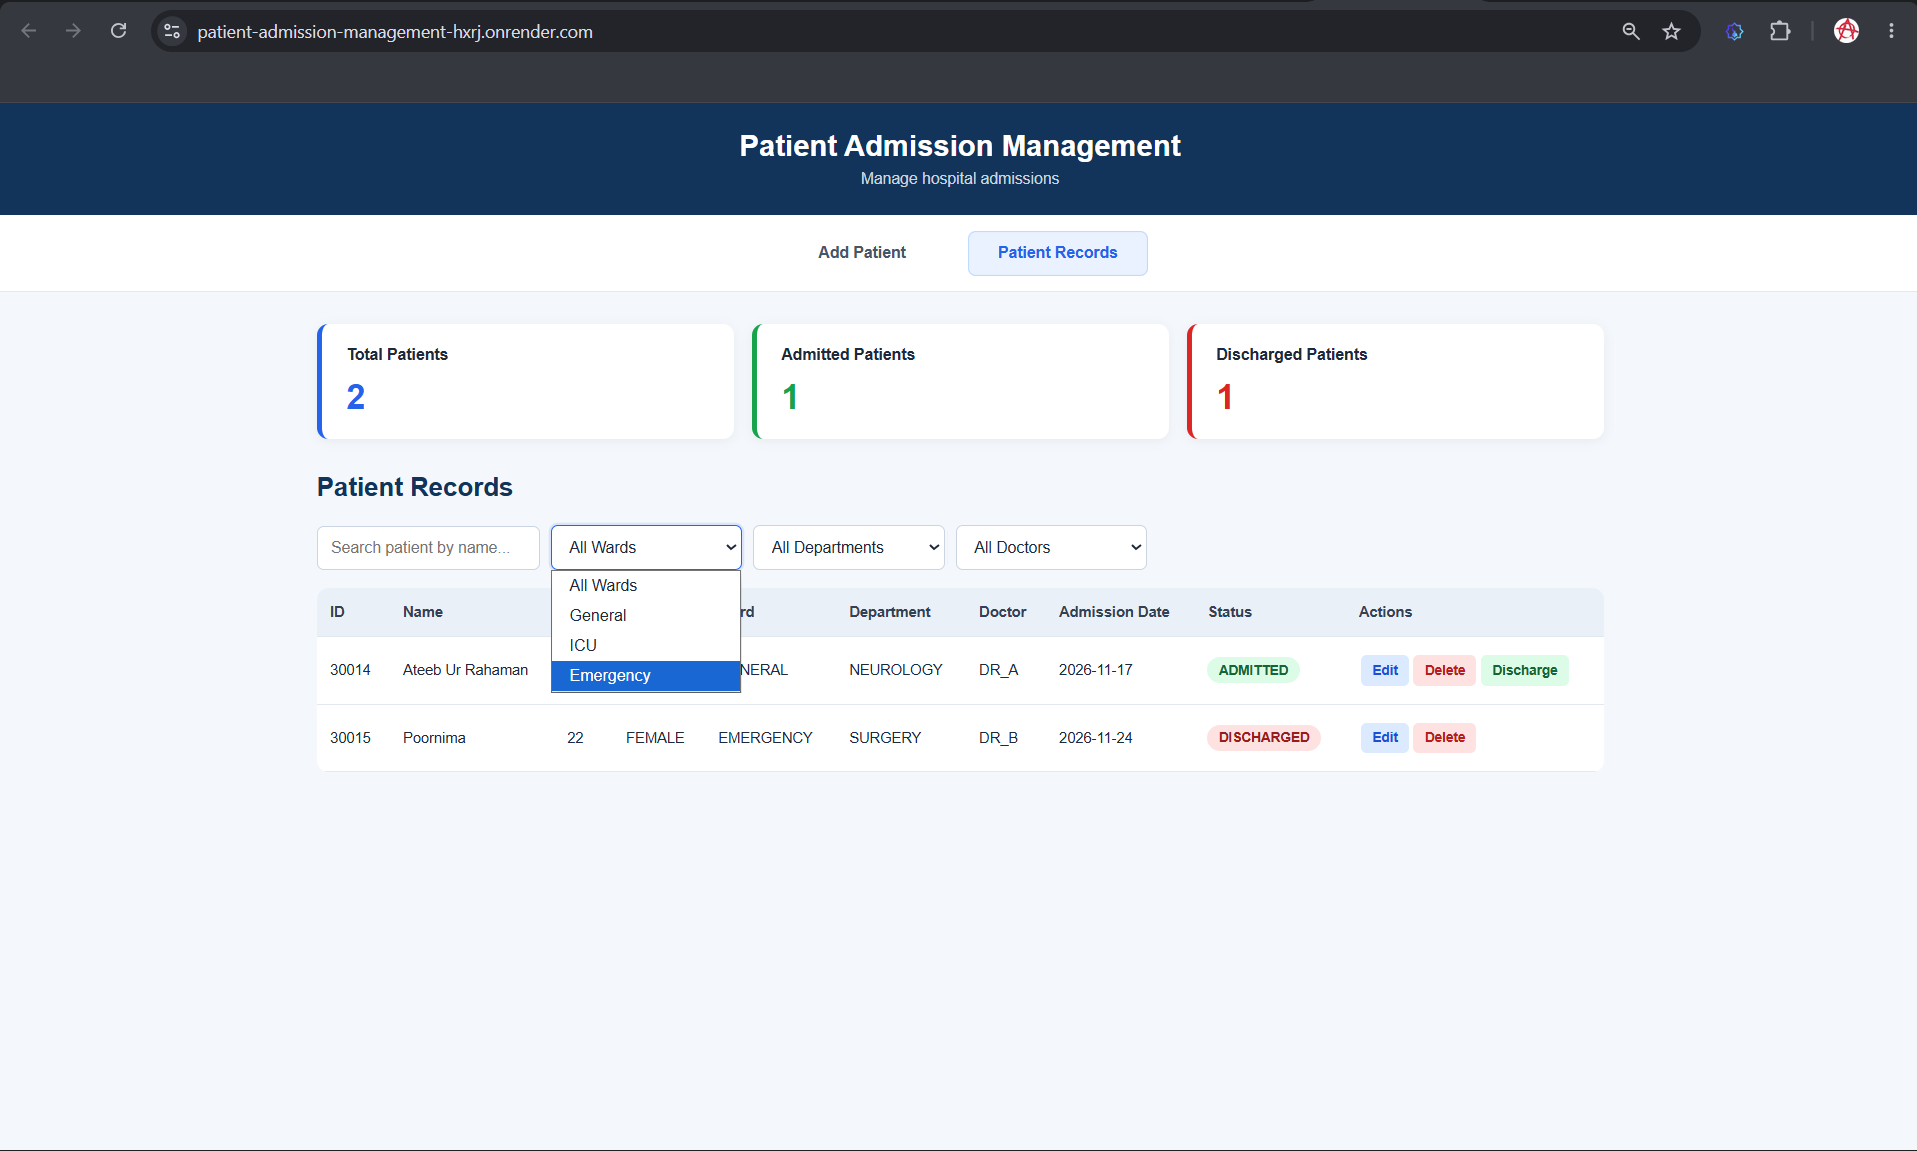 patient-admission-management-hxrj.onrender.com
Patient Admission Management
Manage hospital admissions
Add Patient Patient Records
Total Patients Admitted Patients Discharged Patients
2 1 1
Patient Records
Search patient by name... All Wards All Departments All Doctors
All Wards
General
ICU
Emergency
ID Name rd Department Doctor Admission Date Status Actions
30014 Ateeb Ur Rahaman NERAL NEUROLOGY DR_A 2026-11-17 ADMITTED Edit Delete Discharge
30015 Poornima 22 FEMALE EMERGENCY SURGERY DR_B 2026-11-24 DISCHARGED Edit Delete